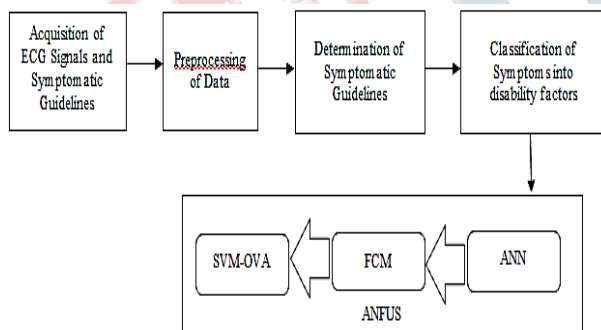 Acquisition of
ECG Signals and
Symptomatic
Guidelines
Preprocessing
of Data
Determination of
Symptomatic
Guidelines
Classification of
Symptoms into
disability factors
SVM-OVA
FCM
ANN
ANFUS